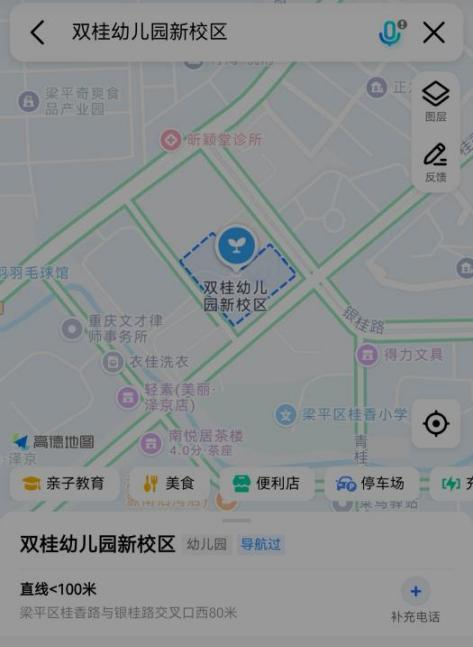 双桂幼儿园新校区
图层
反馈
梁平奇爽食
品产业园
昕颖堂诊所
羽羽毛球馆
双桂幼儿
园新校区
重庆文才律
师事务所
衣佳洗衣
轻素(美丽·
泽京店)
银桂路
得力文具
梁平区桂香小学
高德地图
泽京
南悦居茶楼
4.0分·茶座
青
桂
亲子教育
美食
便利店
停车场
双桂幼儿园新校区
幼儿园
导航过
直线<100米
梁平区桂香路与银桂路交叉口西80米
补充电话